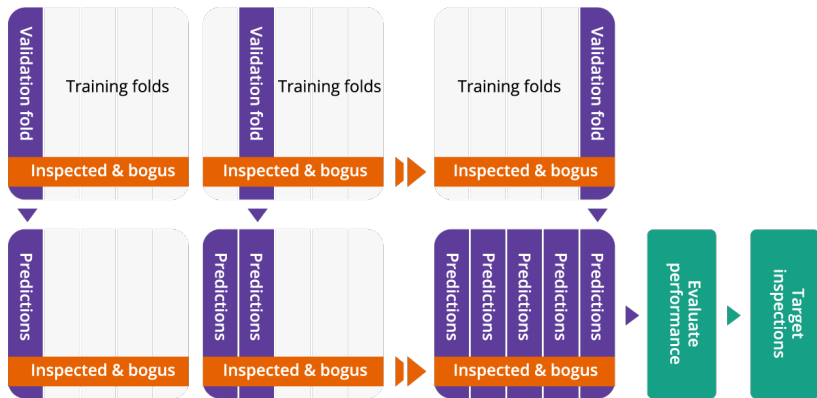 Validation fold
Training folds
Inspected & bogus
Validation fold
Training folds
Inspected & bogus
Training folds
Validation fold
Inspected & bogus
Predictions
Inspected & bogus
Predictions
Predictions
Inspected & bogus
Predictions
Predictions
Predictions
Predictions
Predictions
Inspected & bogus
Evaluate
performance
Target
inspections